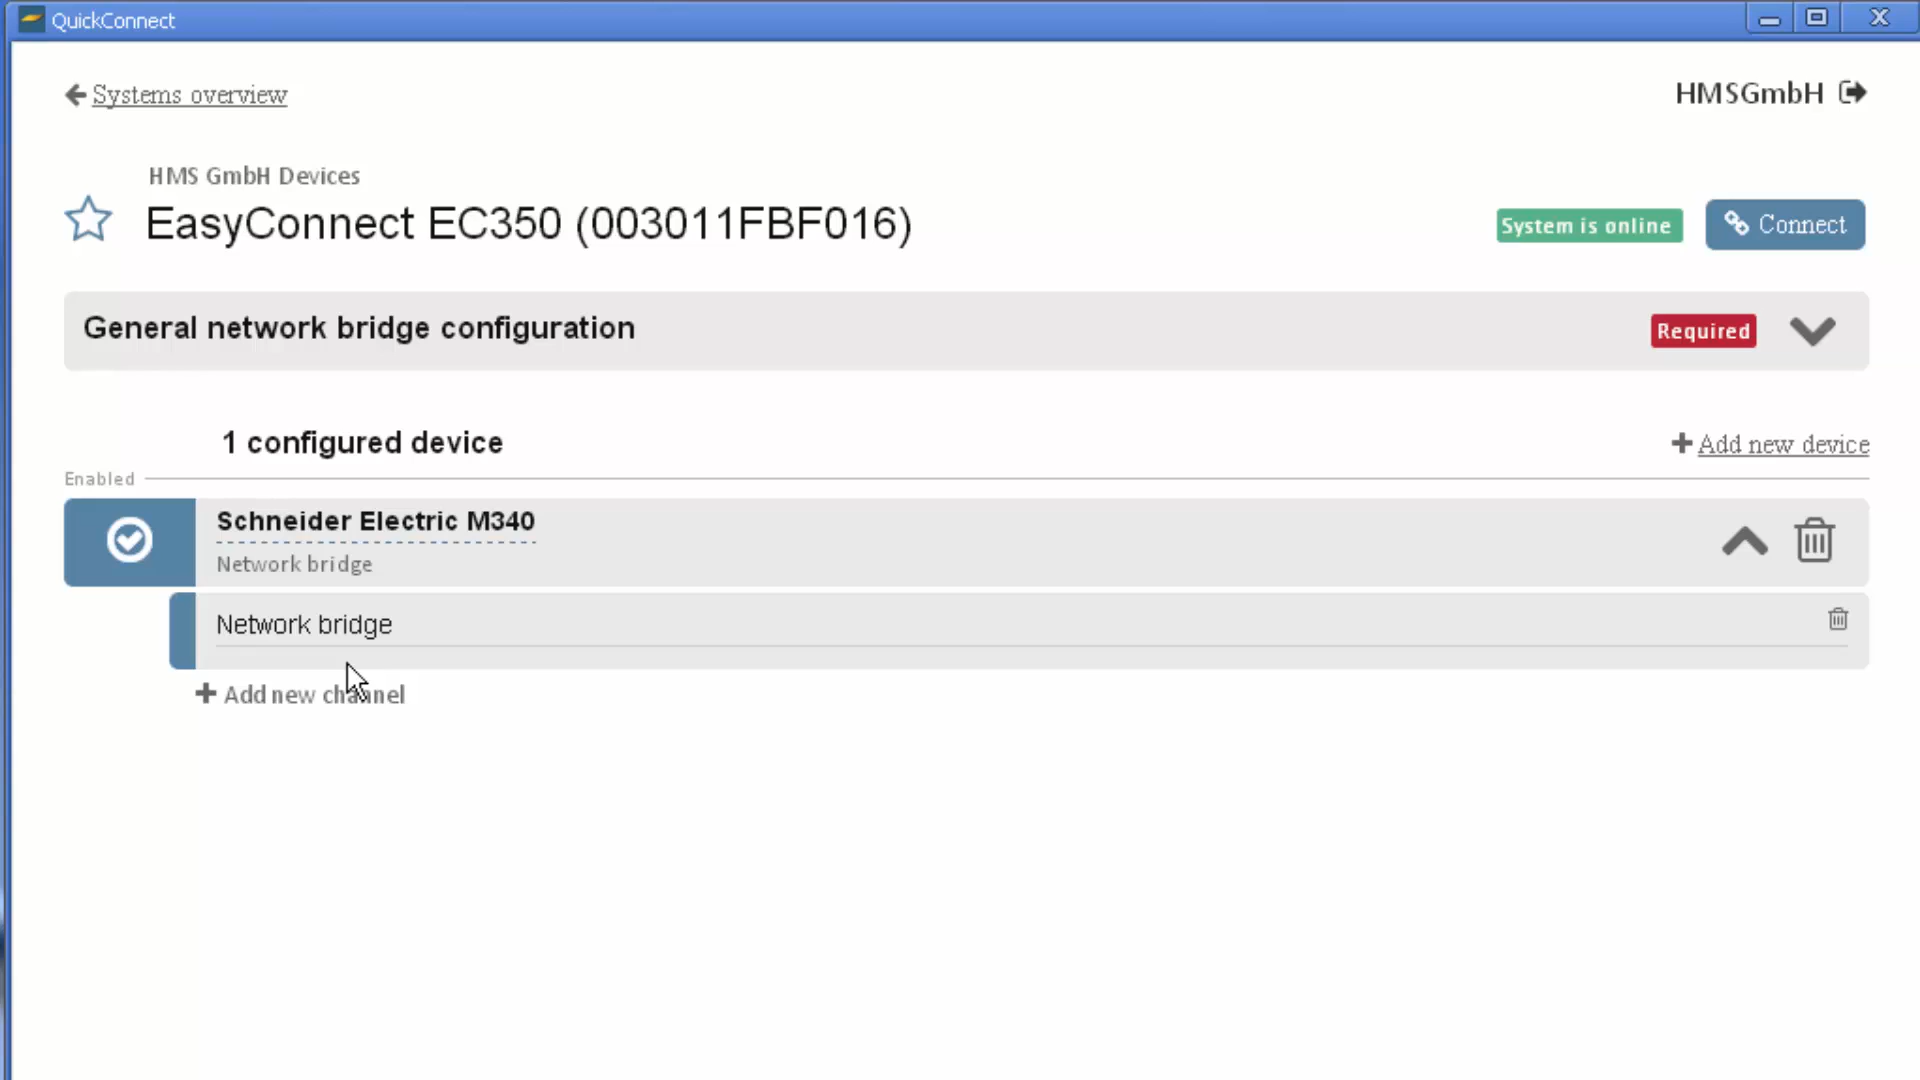 QuickConnect
Systems overview
HMSGmbH
HMS GmbH Devices
EasyConnect EC350 (003011FBF016)
System is online
Connect
General network bridge configuration
Required
1 configured device
Add new device
Enabled
Schneider Electric M340
Network bridge
Network bridge
Add new channel